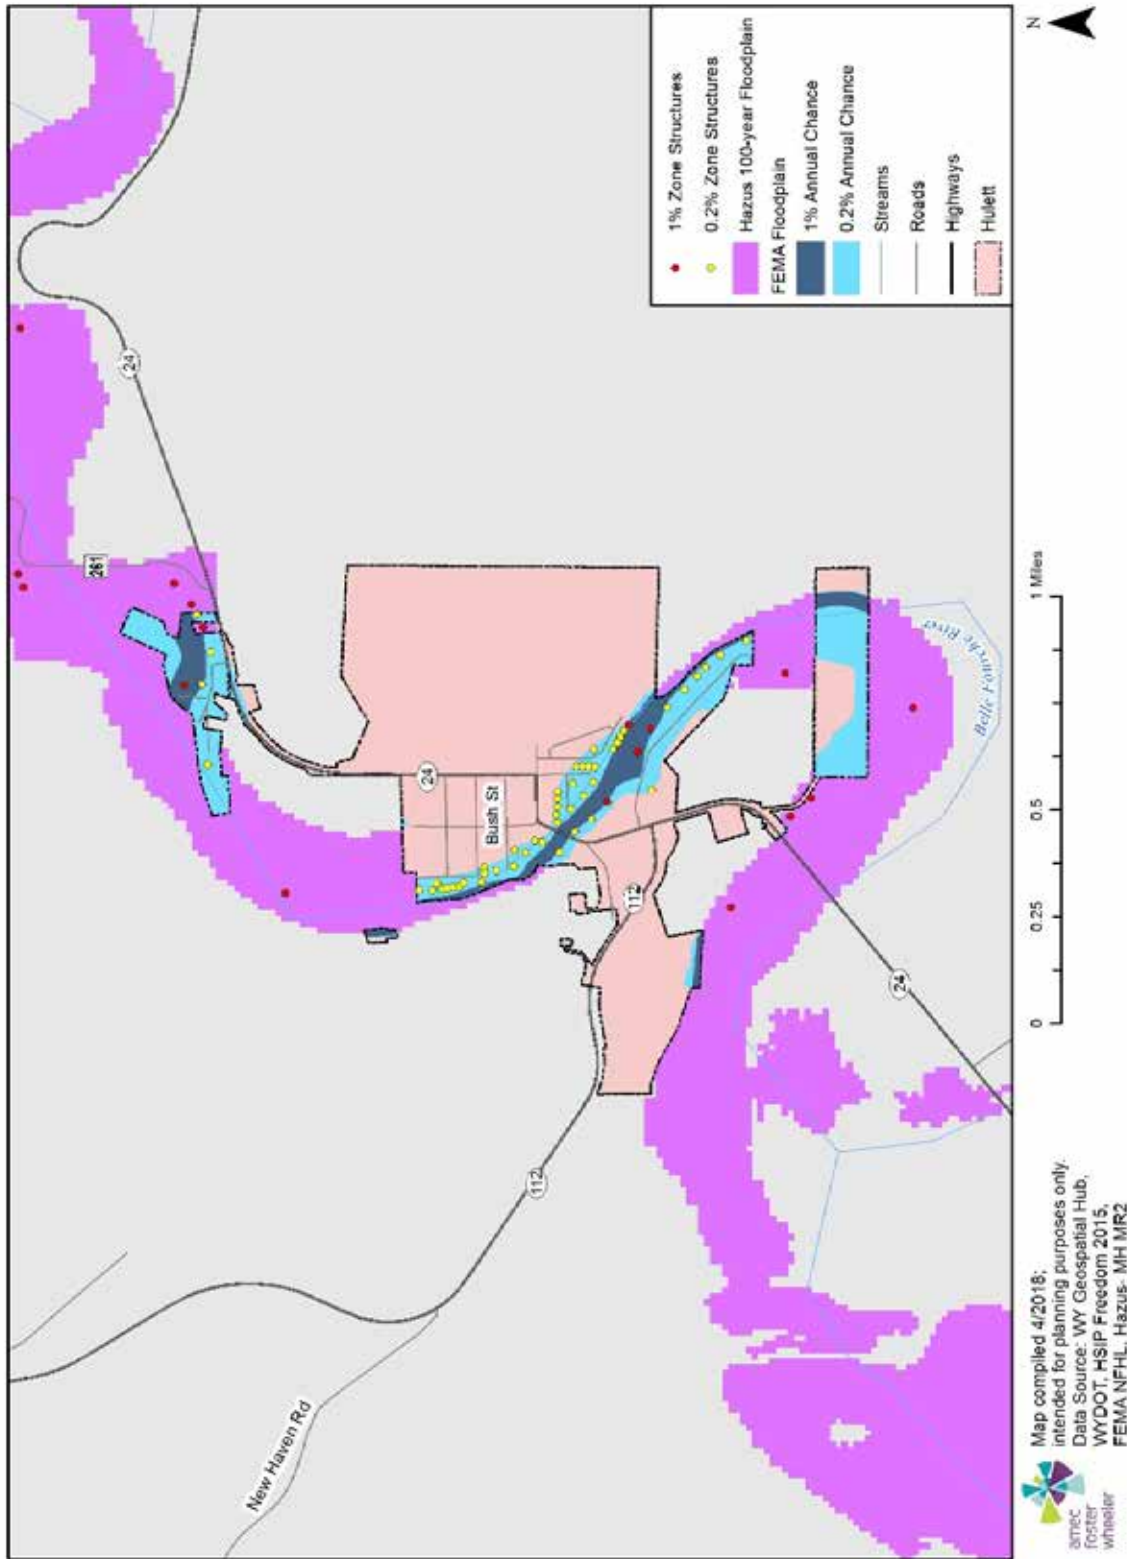 24
261
24
Bush St
112
24
112
New Haven Rd
Belle Fourche River
1% Zone Structures
0.2% Zone Structures
Hazus 100-year Floodplain
FEMA Floodplain
1% Annual Chance
0.2% Annual Chance
Streams
Roads
Highways
Hulett
N
0 0.25 0.5 1 Miles
amec
foster
wheeler
Map compiled 4/2018;
intended for planning purposes only.
Data Source: WY Geospatial Hub,
WYDOT, HSIP Freedom 2015,
FEMA NFHL, Hazus- MH MR2